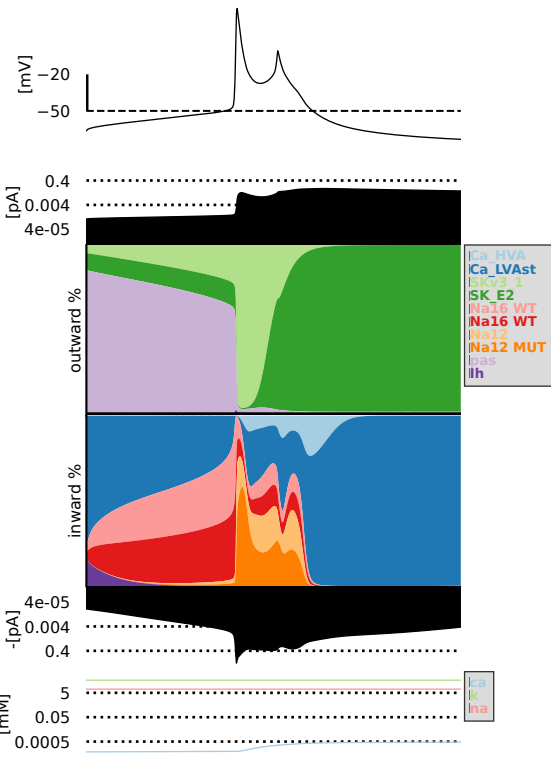 [mV]
−20
−50
[pA]
0.4
0.004
4e-05
outward %
Ca_HVA
Ca_LVAst
SKv3_1
SK_E2
Na16 WT
Na16 WT
Na12
Na12 MUT
pas
Ih
inward %
-[pA]
4e-05
0.004
0.4
[mM]
5
0.05
0.0005
ca
k
na